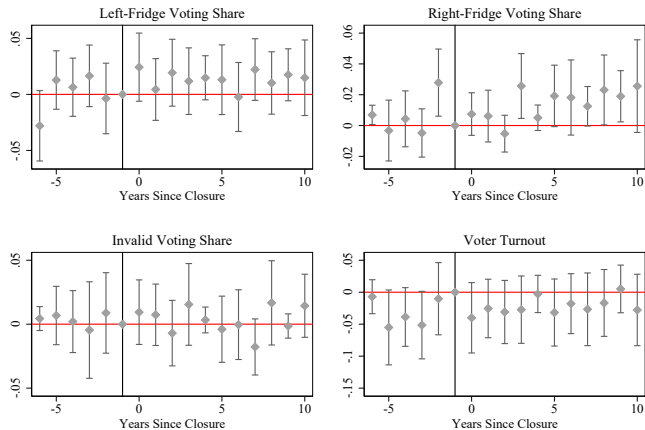 Left-Fridge Voting Share
.05
0
-.05
-5 0 5 10
Years Since Closure
Right-Fridge Voting Share
.06
.04
.02
0
-.02
-5 0 5 10
Years Since Closure
Invalid Voting Share
.05
0
-.05
-5 0 5 10
Years Since Closure
Voter Turnout
.05
0
-.05
-.1
-.15
-5 0 5 10
Years Since Closure